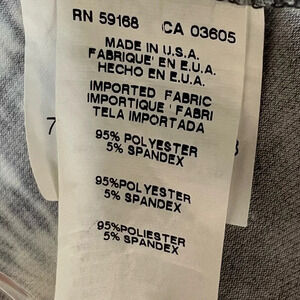 RN 59168 CA 03605
MADE IN U.S.A.
FABRIQUE' EN E.U.A.
HECHO EN E.U.A.
IMPORTED FABRIC
IMPORTIQUE' FABRI
TELA IMPORTADA
95% POLYESTER
5% SPANDEX
95%POLYESTER
5% SPANDEX
95%POLIESTER
5% SPANDEX